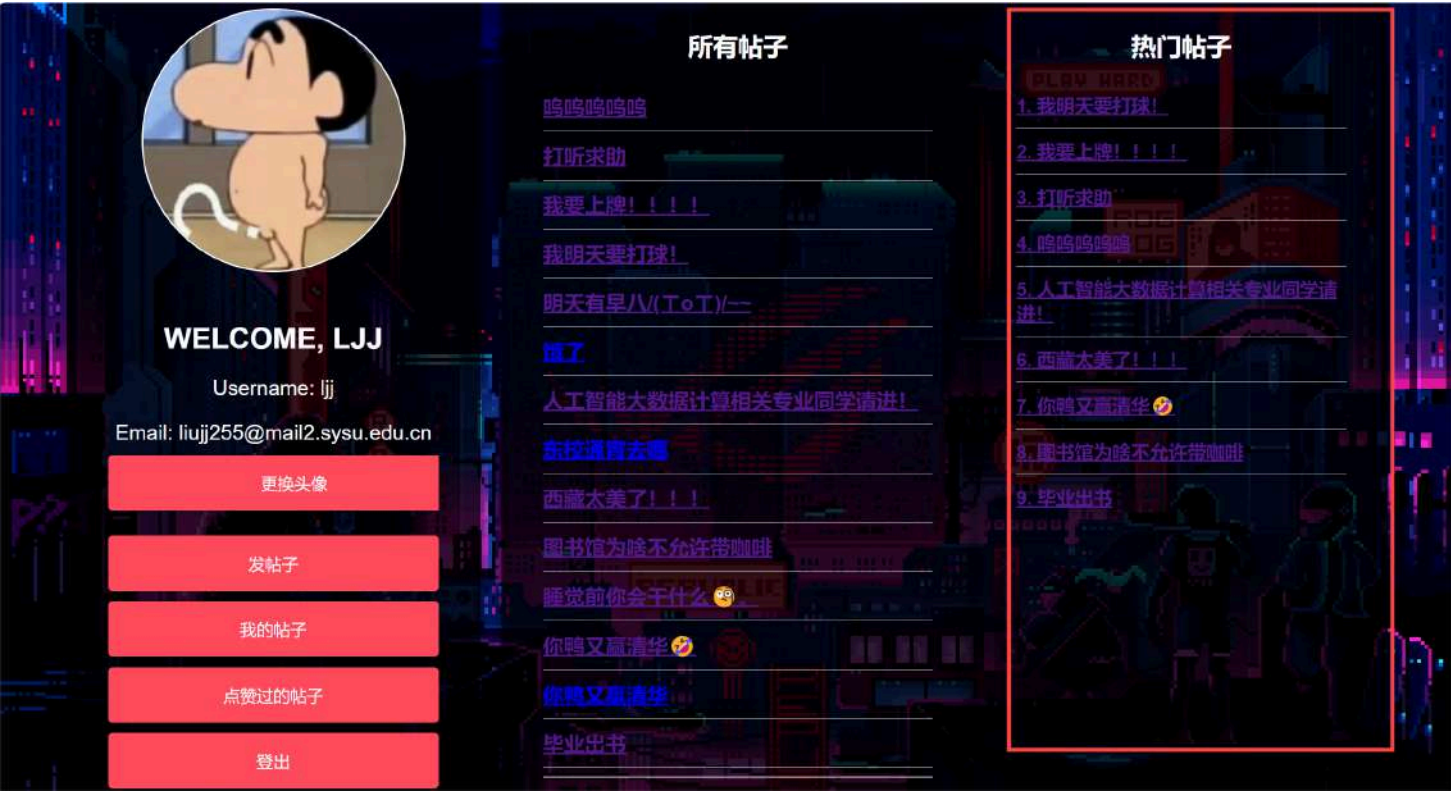 WELCOME, LJJ
Username: ljj
Email: liujj255@mail2.sysu.edu.cn
更换头像
发帖子
我的帖子
点赞过的帖子
登出
所有帖子
呜呜呜呜呜
打听求助
我要上牌！！！！
我明天要打球！
明天有早八/(ToT)/~~
饿了
人工智能大数据计算相关专业同学请进！
东校通宵去哪
西藏太美了！！！
图书馆为啥不允许带咖啡
睡觉前你会干什么🧐
你鸭又赢清华🤣
你鸭又赢清华
毕业出书
热门帖子
PLAY HARD
1. 我明天要打球！
2. 我要上牌！！！！
3. 打听求助
4. 呜呜呜呜呜
5. 人工智能大数据计算相关专业同学请
进！
6. 西藏太美了！！！
7. 你鸭又赢清华🤣
8. 图书馆为啥不允许带咖啡
9. 毕业出书